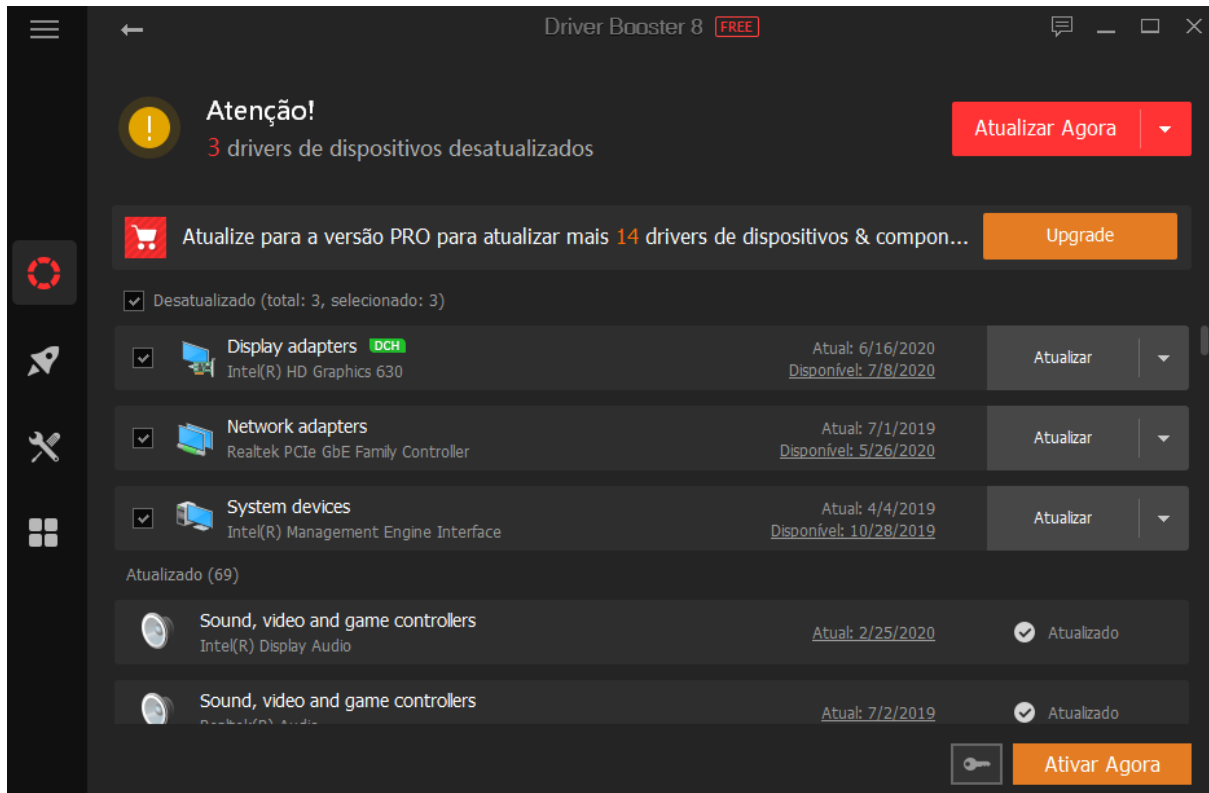 Driver Booster 8 FREE
Atenção!
3 drivers de dispositivos desatualizados
Atualizar Agora
Atualize para a versão PRO para atualizar mais 14 drivers de dispositivos & compon...
Upgrade
Desatualizado (total: 3, selecionado: 3)
Display adapters DCH
Intel(R) HD Graphics 630
Atual: 6/16/2020
Disponível: 7/8/2020
Atualizar
Network adapters
Realtek PCIe GbE Family Controller
Atual: 7/1/2019
Disponível: 5/26/2020
Atualizar
System devices
Intel(R) Management Engine Interface
Atual: 4/4/2019
Disponível: 10/28/2019
Atualizar
Atualizado (69)
Sound, video and game controllers
Intel(R) Display Audio
Atual: 2/25/2020
Atualizado
Sound, video and game controllers
Realtek(R) Audio
Atual: 7/2/2019
Atualizado
Ativar Agora